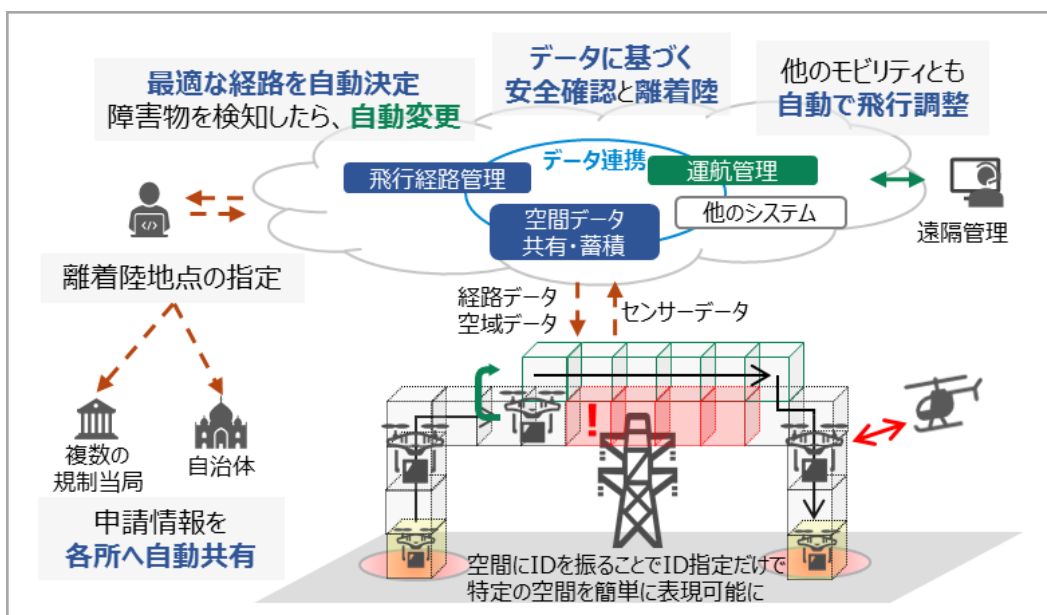 データに基づく
安全確認と離着陸
最適な経路を自動決定
障害物を検知したら、自動変更
他のモビリティとも
自動で飛行調整
データ連携
飛行経路管理
運航管理
空間データ
共有・蓄積
他のシステム
遠隔管理
</>
離着陸地点の指定
経路データ
空域データ
センサーデータ
!
複数の
規制当局
自治体
申請情報を
各所へ自動共有
空間にIDを振ることでID指定だけで
特定の空間を簡単に表現可能に